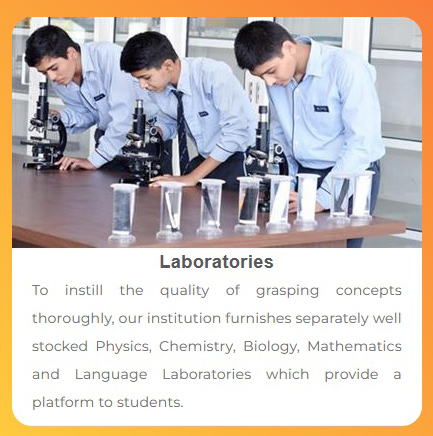 Laboratories
To instill the quality of grasping concepts
thoroughly, our institution furnishes separately well
stocked Physics, Chemistry, Biology, Mathematics
and Language Laboratories which provide a
platform to students.